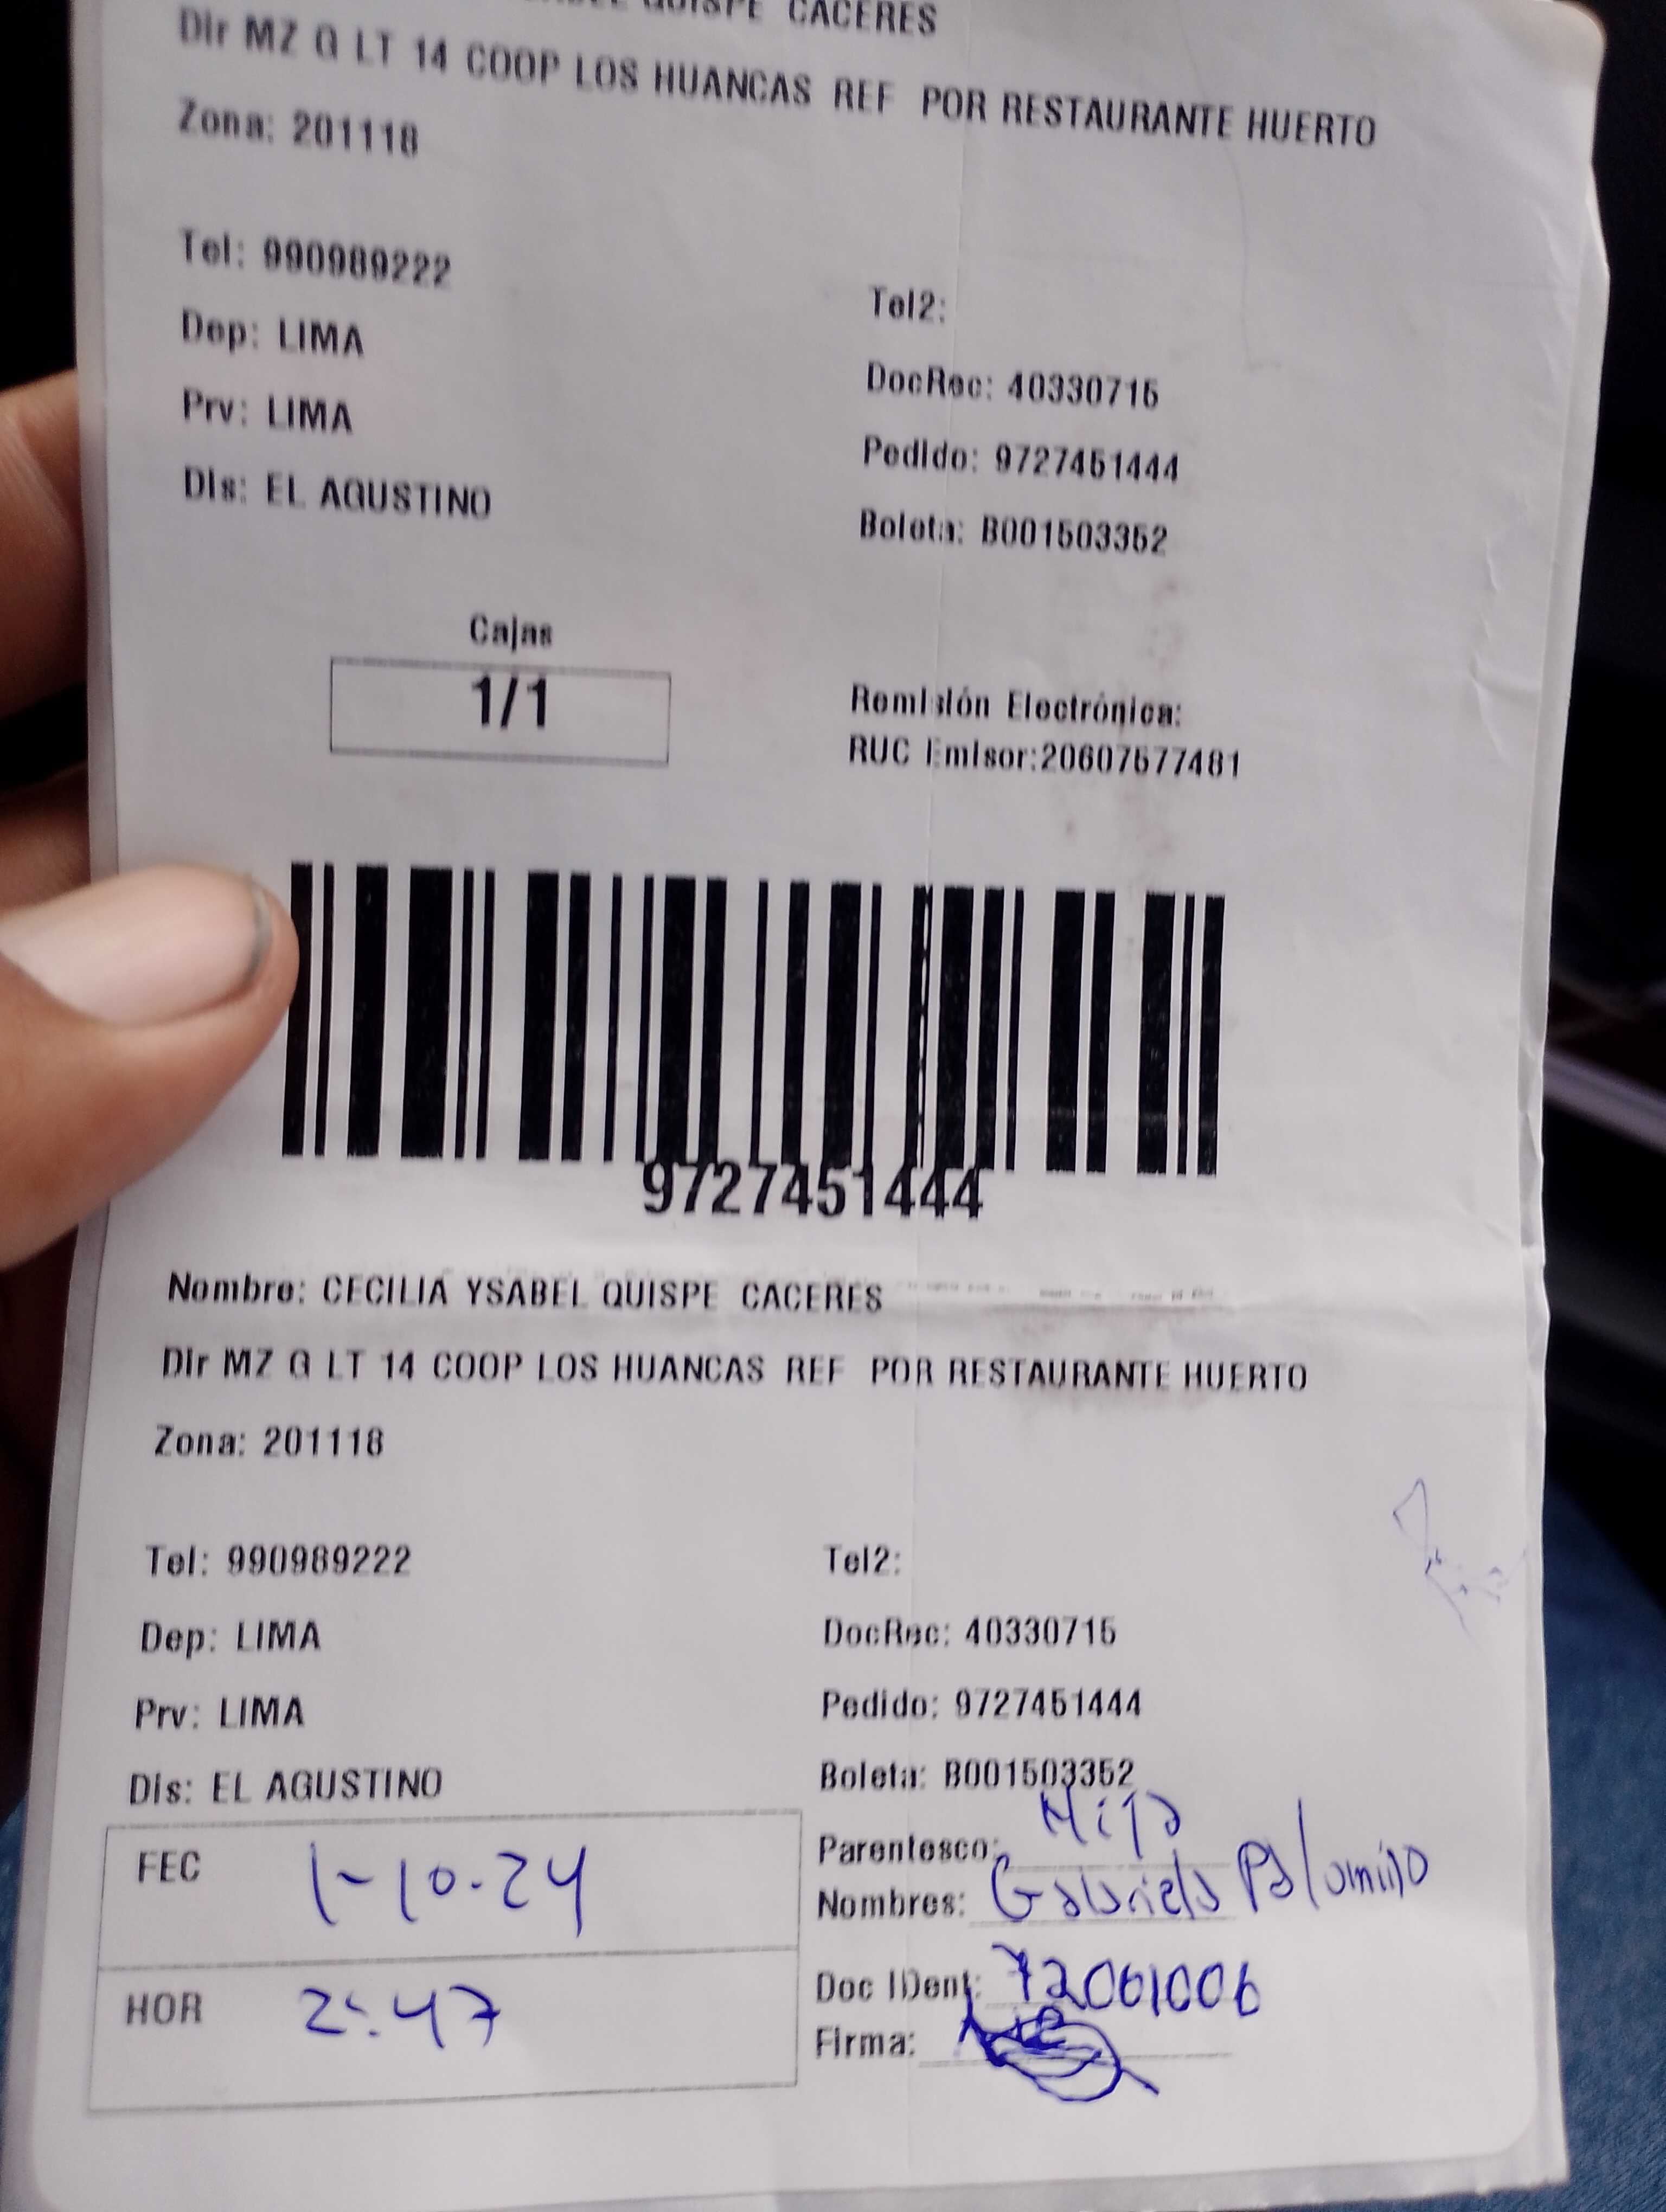 QUISPE CACERES
Dir MZ G LT 14 COOP LOS HUANCAS REF POR RESTAURANTE HUERTO
Zona: 201118
Tel: 990989222
Tel2:
Dep: LIMA
DocRec: 40330715
Prv: LIMA
Pedido: 9727451444
Dis: EL AGUSTINO
Boleta: B001503352
Cajas
1/1
Remisión Electrónica:
RUC Emisor:20607577481
9727451444
Nombre: CECILIA YSABEL QUISPE CACERES
Dir MZ G LT 14 COOP LOS HUANCAS REF POR RESTAURANTE HUERTO
Zona: 201118
Tel: 990989222
Tel2:
Dep: LIMA
DocRec: 40330715
Prv: LIMA
Pedido: 9727451444
Dis: EL AGUSTINO
Boleta: B001503352
FEC 1-10-24
Parentesco: Hija
Nombres: Gabriela Palomino
HOR 2:47
Doc IDent: 72001006
Firma: